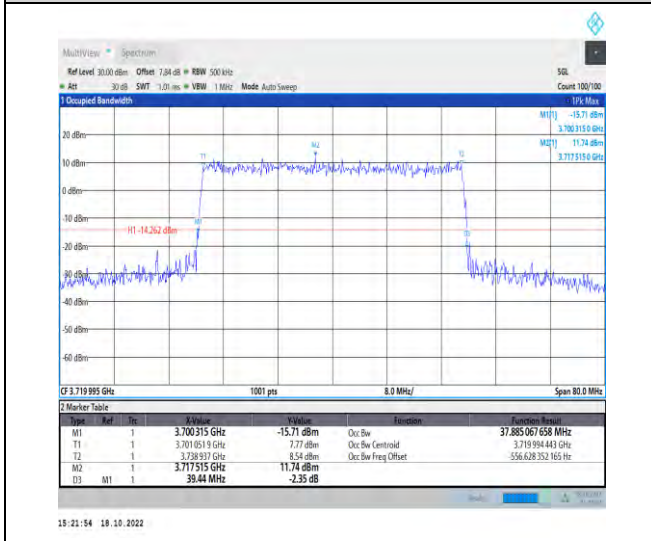 MultiView Spectrum
Ref Level 30.00 dBm Offset 7.84 dB RBW 500 kHz SGL
Att 30 dB SWT 1.01 ms VBW 1 MHz Mode Auto Sweep Count 100/100
1 Occupied Bandwidth 1Pk Max
M1[1] -15.71 dBm
3.700 315 0 GHz
M2[1] 11.74 dBm
3.717 515 0 GHz
20 dBm
M2
T1 T2
10 dBm
0 dBm
-10 dBm
M1
H1 -14.262 dBm
D3
-20 dBm
-30 dBm
-40 dBm
-50 dBm
-60 dBm
CF 3.719 995 GHz 1001 pts 8.0 MHz/ Span 80.0 MHz
2 Marker Table
Type Ref Trc X-Value Y-Value Function Function Result
M1 1 3.700 315 GHz -15.71 dBm Occ Bw 37.885 067 658 MHz
T1 1 3.701 051 9 GHz 7.77 dBm Occ Bw Centroid 3.719 994 443 GHz
T2 1 3.738 937 GHz 8.54 dBm Occ Bw Freq Offset -556.628 352 165 Hz
M2 1 3.717 515 GHz 11.74 dBm
D3 M1 1 39.44 MHz -2.35 dB
15:21:54 18.10.2022